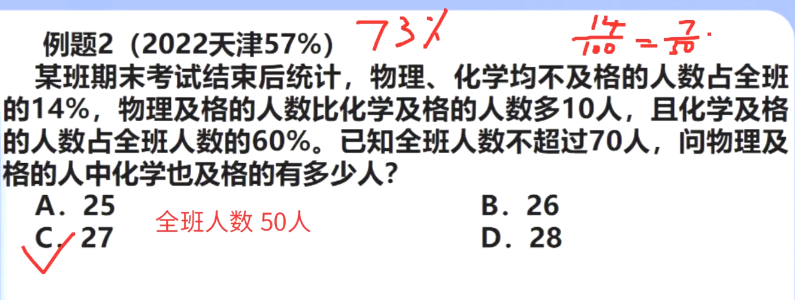 例题2（2022天津57%） 73% 14/100 = 7/50.
某班期末考试结束后统计，物理、化学均不及格的人数占全班
的14%，物理及格的人数比化学及格的人数多10人，且化学及格
的人数占全班人数的60%。已知全班人数不超过70人，问物理及
格的人中化学也及格的有多少人？
A. 25 B. 26
全班人数 50人
C. 27 D. 28